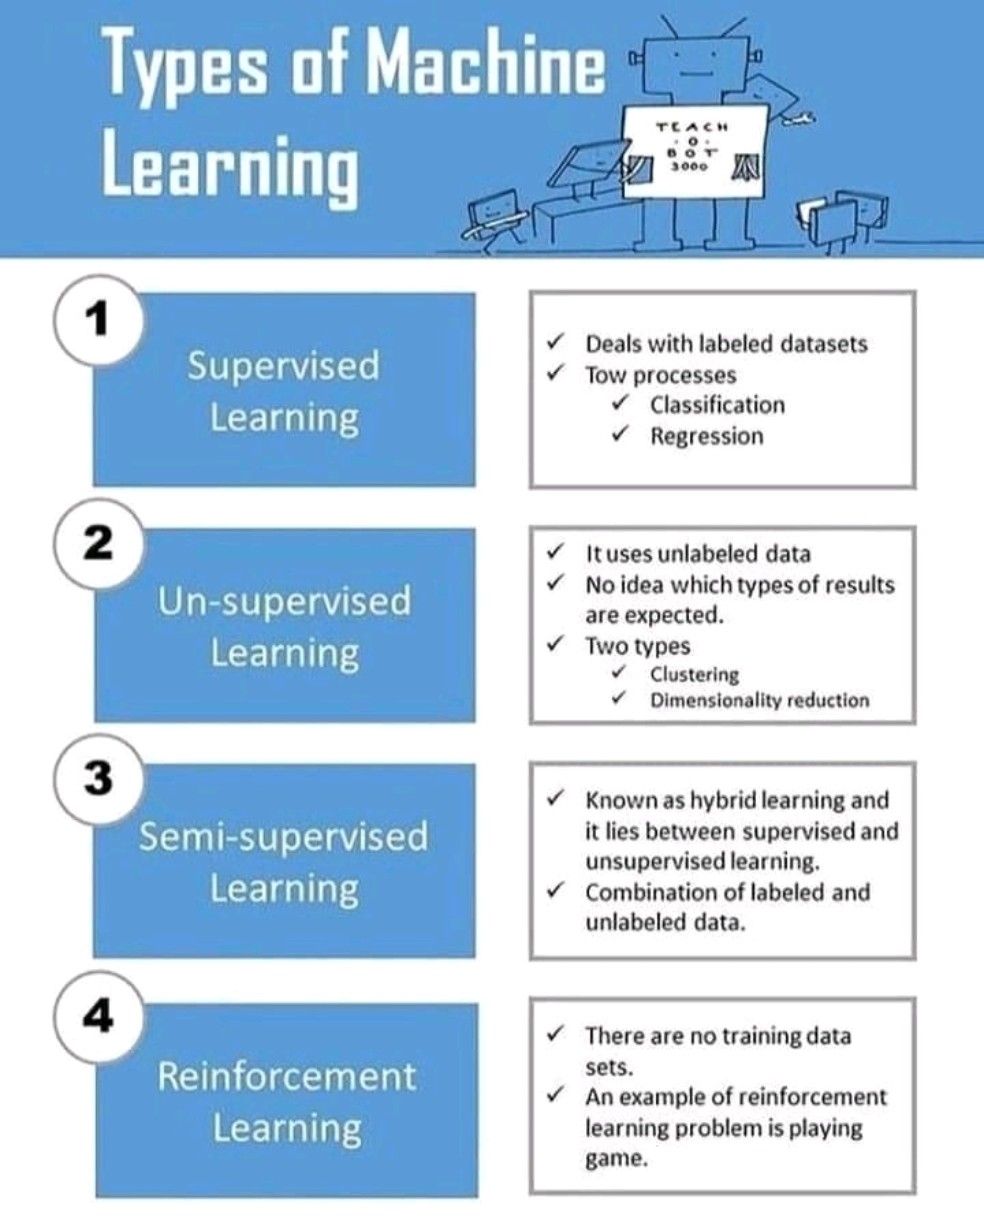 Types of Machine
Learning
TEACH
·O·
BOT
3000
1
Supervised
Learning
✓ Deals with labeled datasets
✓ Tow processes
✓ Classification
✓ Regression
2
Un-supervised
Learning
✓ It uses unlabeled data
✓ No idea which types of results
are expected.
✓ Two types
✓ Clustering
✓ Dimensionality reduction
3
Semi-supervised
Learning
✓ Known as hybrid learning and
it lies between supervised and
unsupervised learning.
✓ Combination of labeled and
unlabeled data.
4
Reinforcement
Learning
✓ There are no training data
sets.
✓ An example of reinforcement
learning problem is playing
game.